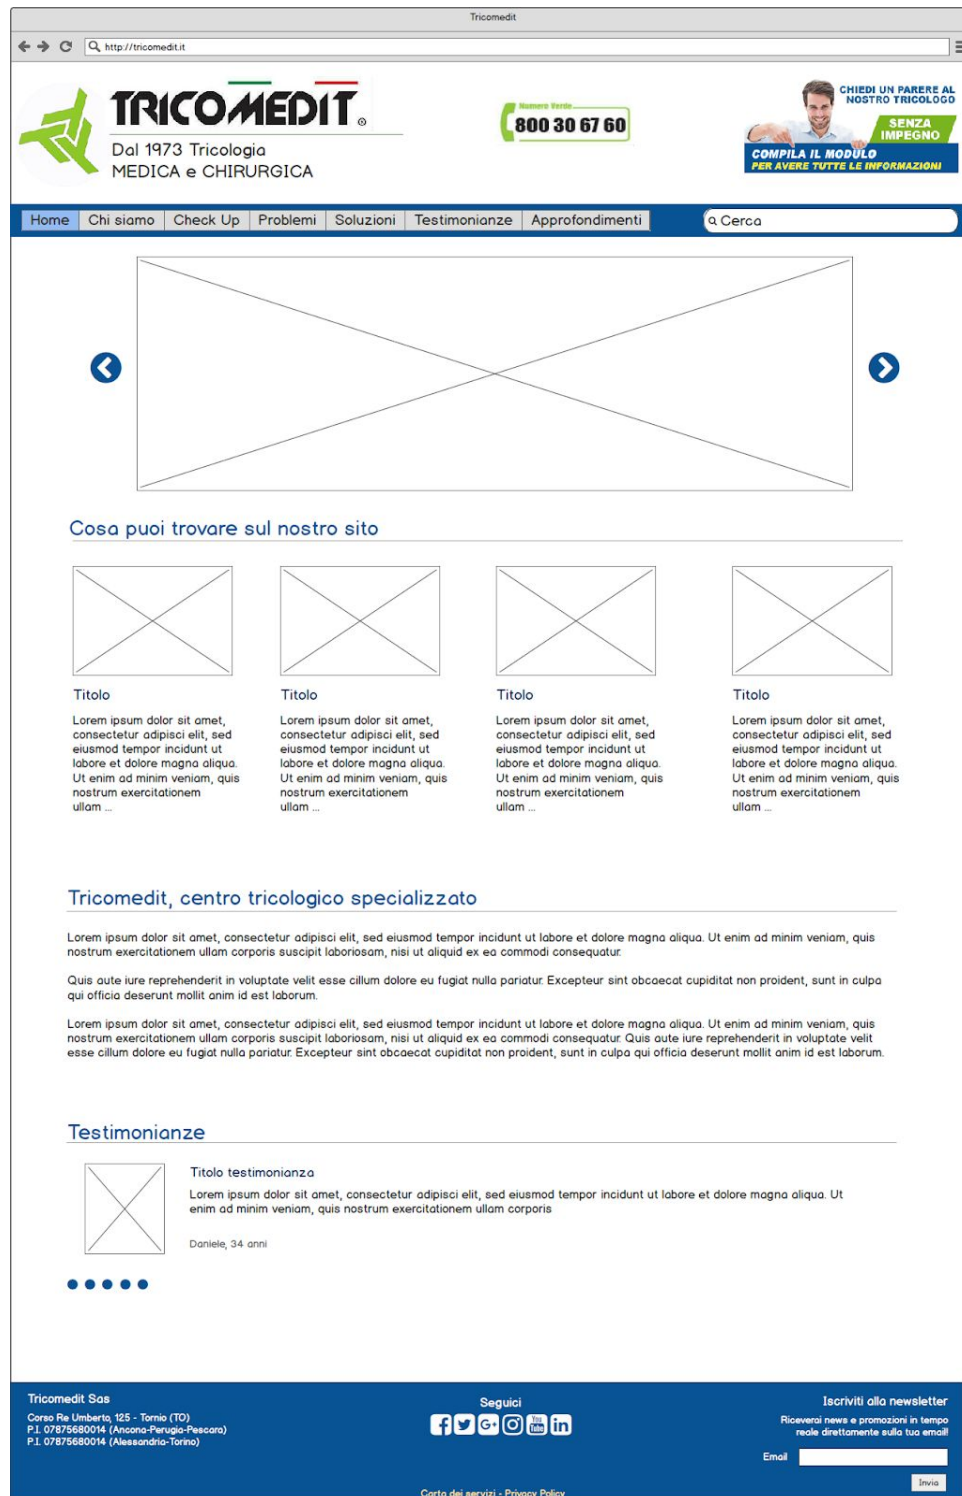 Tricomedit
http://tricomedit.it
TRICOMEDIT®
Dal 1973 Tricologia
MEDICA e CHIRURGICA
Numero Verde
800 30 67 60
CHIEDI UN PARERE AL
NOSTRO TRICOLOGO
SENZA
IMPEGNO
COMPILA IL MODULO
PER AVERE TUTTE LE INFORMAZIONI
Home Chi siamo Check Up Problemi Soluzioni Testimonianze Approfondimenti Cerca
Cosa puoi trovare sul nostro sito
Titolo
Lorem ipsum dolor sit amet,
consectetur adipisci elit, sed
eiusmod tempor incidunt ut
labore et dolore magna aliqua.
Ut enim ad minim veniam, quis
nostrum exercitationem
ullam ...
Titolo
Lorem ipsum dolor sit amet,
consectetur adipisci elit, sed
eiusmod tempor incidunt ut
labore et dolore magna aliqua.
Ut enim ad minim veniam, quis
nostrum exercitationem
ullam ...
Titolo
Lorem ipsum dolor sit amet,
consectetur adipisci elit, sed
eiusmod tempor incidunt ut
labore et dolore magna aliqua.
Ut enim ad minim veniam, quis
nostrum exercitationem
ullam ...
Titolo
Lorem ipsum dolor sit amet,
consectetur adipisci elit, sed
eiusmod tempor incidunt ut
labore et dolore magna aliqua.
Ut enim ad minim veniam, quis
nostrum exercitationem
ullam ...
Tricomedit, centro tricologico specializzato
Lorem ipsum dolor sit amet, consectetur adipisci elit, sed eiusmod tempor incidunt ut labore et dolore magna aliqua. Ut enim ad minim veniam, quis
nostrum exercitationem ullam corporis suscipit laboriosam, nisi ut aliquid ex ea commodi consequatur.
Quis aute iure reprehenderit in voluptate velit esse cillum dolore eu fugiat nulla pariatur. Excepteur sint obcaecat cupiditat non proident, sunt in culpa
qui officia deserunt mollit anim id est laborum.
Lorem ipsum dolor sit amet, consectetur adipisci elit, sed eiusmod tempor incidunt ut labore et dolore magna aliqua. Ut enim ad minim veniam, quis
nostrum exercitationem ullam corporis suscipit laboriosam, nisi ut aliquid ex ea commodi consequatur. Quis aute iure reprehenderit in voluptate velit
esse cillum dolore eu fugiat nulla pariatur. Excepteur sint obcaecat cupiditat non proident, sunt in culpa qui officia deserunt mollit anim id est laborum.
Testimonianze
Titolo testimonianza
Lorem ipsum dolor sit amet, consectetur adipisci elit, sed eiusmod tempor incidunt ut labore et dolore magna aliqua. Ut
enim ad minim veniam, quis nostrum exercitationem ullam corporis
Daniele, 34 anni
Tricomedit Sas
Corso Re Umberto, 125 - Tornio (TO)
P.I. 07875680014 (Ancona-Perugia-Pescara)
P.I. 07875680014 (Alessandria-Torino)
Seguici
f G+ You Tube in
Iscriviti alla newsletter
Riceverai news e promozioni in tempo
reale direttamente sulla tua email!
Email
Invia
Carta dei servizi - Privacy Policy